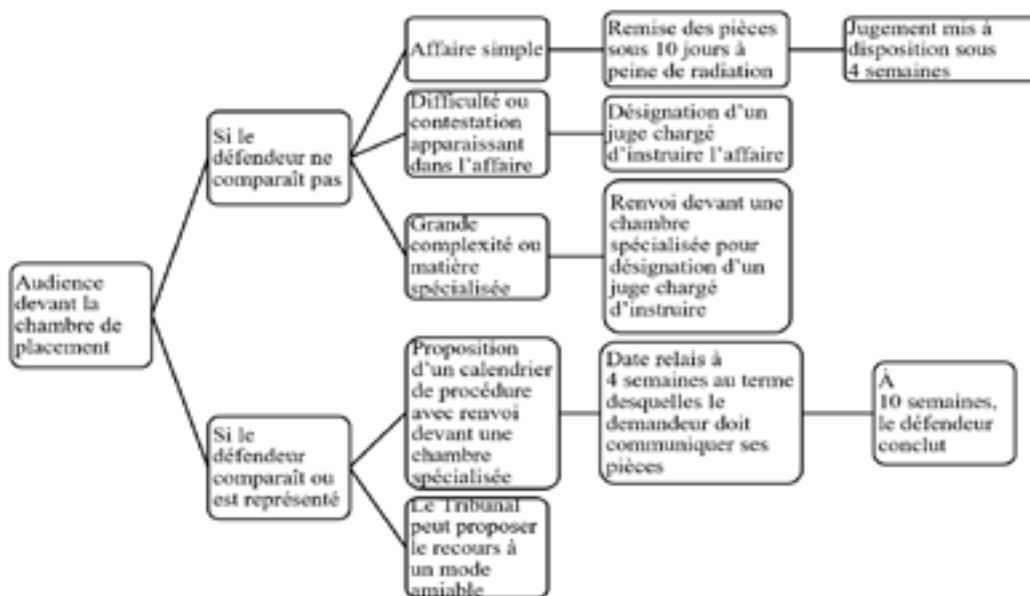 Audience
devant la
chambre de
placement
Si le
défendeur ne
comparaît pas
Affaire simple
Remise des pièces
sous 10 jours à
peine de radiation
Jugement mis à
disposition sous
4 semaines
Difficulté ou
contestation
apparaissant
dans l’affaire
Désignation d’un
juge chargé
d’instruire l’affaire
Grande
complexité ou
matière
spécialisée
Renvoi devant une
chambre
spécialisée pour
désignation d’un
juge chargé
d’instruire
Si le
défendeur
comparaît ou
est représenté
Proposition
d’un calendrier
de procédure
avec renvoi
devant une
chambre
spécialisée
Date relais à
4 semaines au terme
desquelles le
demandeur doit
communiquer ses
pièces
À
10 semaines,
le défendeur
conclut
Le Tribunal
peut proposer
le recours à
un mode
amiable